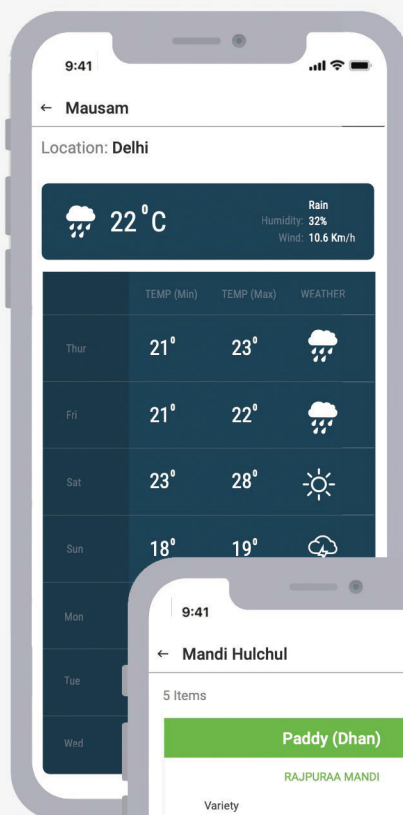 9:41
← Mausam
Location: Delhi
22°C
Rain
Humidity: 32%
Wind: 10.6 Km/h
TEMP (Min) TEMP (Max) WEATHER
Thur 21° 23°
Fri 21° 22°
Sat 23° 28°
Sun 18° 19°
Mon
Tue
Wed
9:41
← Mandi Hulchul
5 Items
Paddy (Dhan)
RAJPURAA MANDI
Variety